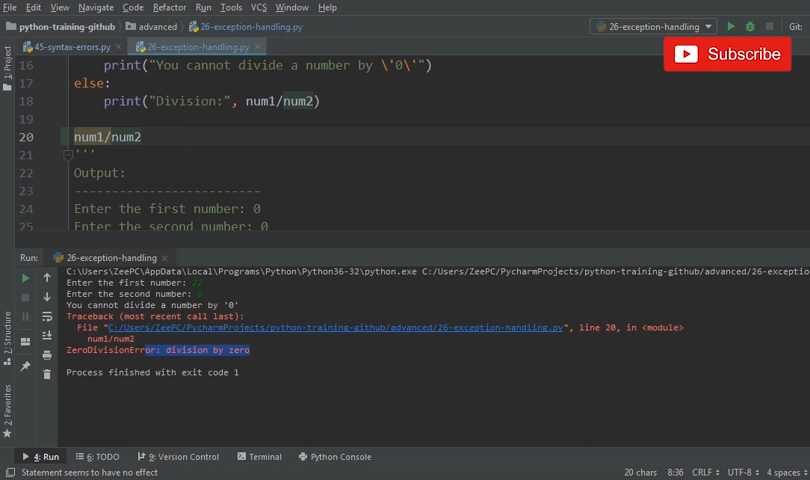 File Edit View Navigate Code Refactor Run Tools VCS Window Help
python-training-github advanced 26-exception-handling.py 26-exception-handling Git:
Subscribe
1: Project
45-syntax-errors.py 26-exception-handling.py
16 print("You cannot divide a number by \'0\'")
17 else:
18 print("Division:", num1/num2)
19
20 num1/num2
21 '''
22 Output:
23 -------------------------
24 Enter the first number: 0
25 Enter the second number: 0
Run: 26-exception-handling
C:\Users\ZeePC\AppData\Local\Programs\Python\Python36-32\python.exe C:/Users/ZeePC/PycharmProjects/python-training-github/advanced/26-exception
Enter the first number: 22
Enter the second number: 0
You cannot divide a number by '0'
Traceback (most recent call last):
File "C:/Users/ZeePC/PycharmProjects/python-training-github/advanced/26-exception-handling.py", line 20, in <module>
num1/num2
ZeroDivisionError: division by zero
Process finished with exit code 1
7: Structure
2: Favorites
4: Run 6: TODO 9: Version Control Terminal Python Console
Statement seems to have no effect 20 chars 8:36 CRLF UTF-8 4 spaces